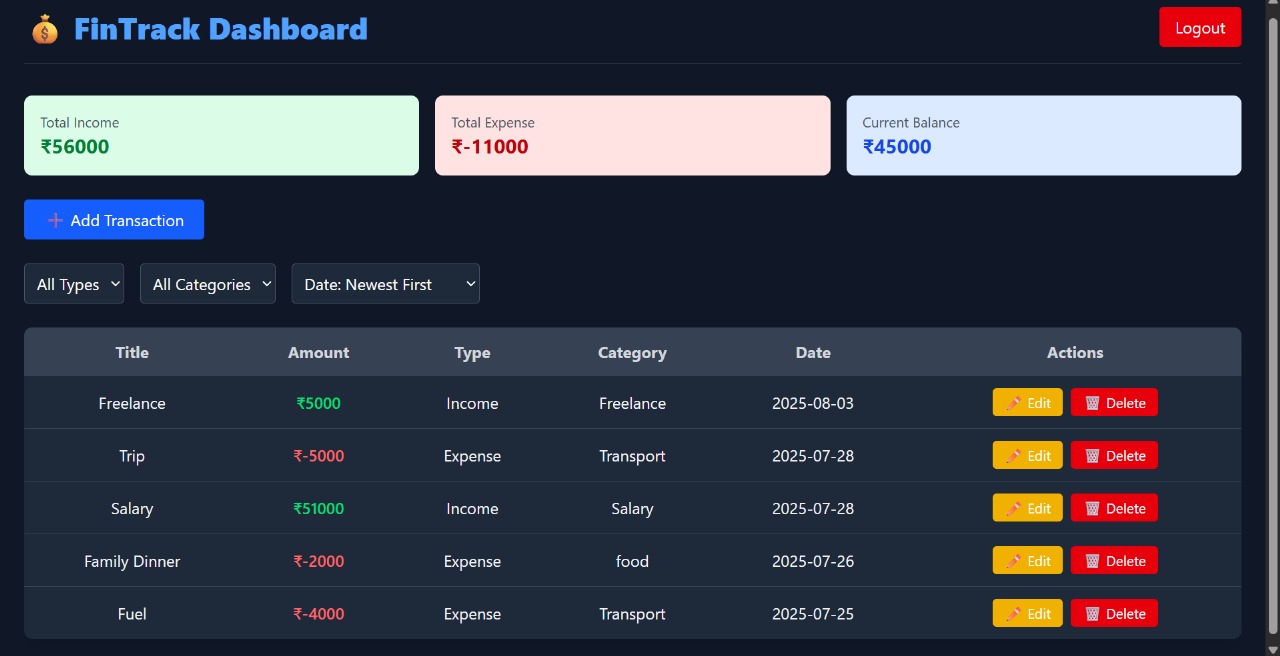 💰 FinTrack Dashboard
Logout
Total Income
₹56000
Total Expense
₹-11000
Current Balance
₹45000
➕ Add Transaction
All Types All Categories Date: Newest First
Title Amount Type Category Date Actions
Freelance ₹5000 Income Freelance 2025-08-03 Edit Delete
Trip ₹-5000 Expense Transport 2025-07-28 Edit Delete
Salary ₹51000 Income Salary 2025-07-28 Edit Delete
Family Dinner ₹-2000 Expense food 2025-07-26 Edit Delete
Fuel ₹-4000 Expense Transport 2025-07-25 Edit Delete